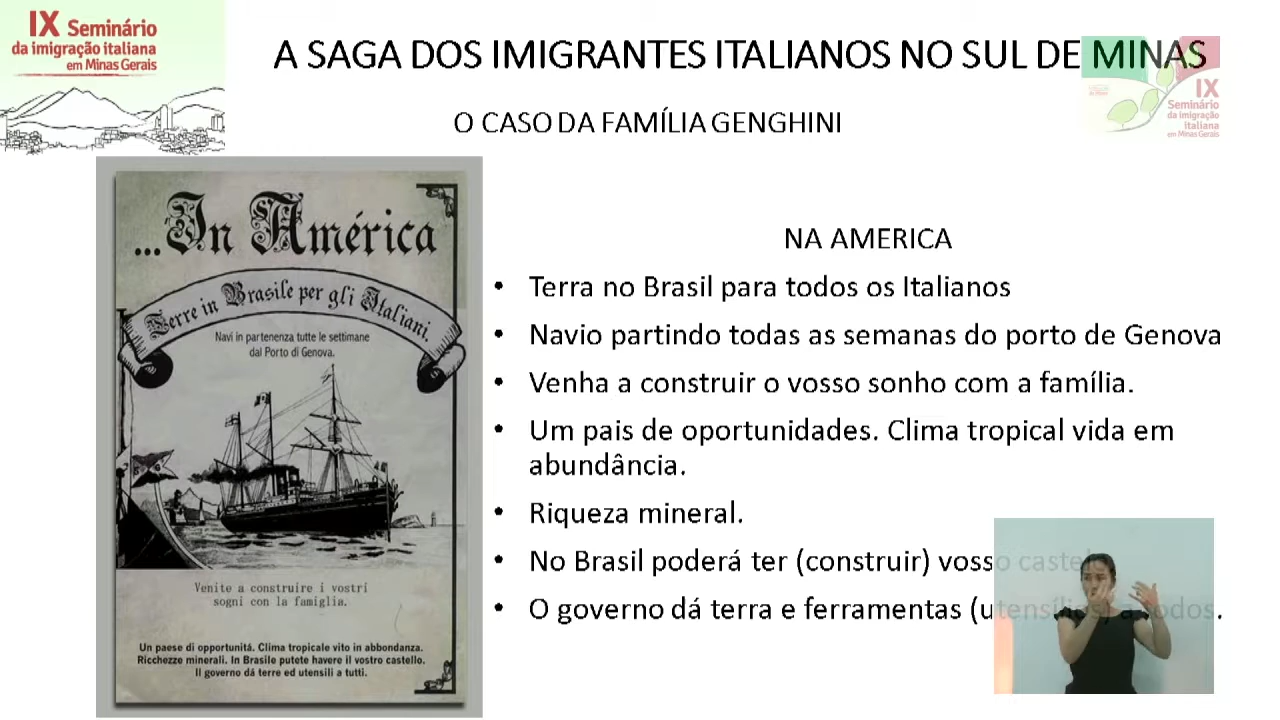 IX Seminário
da imigração italiana
em Minas Gerais
A SAGA DOS IMIGRANTES ITALIANOS NO SUL DE MINAS
O CASO DA FAMÍLIA GENGHINI
IX
Seminário
da imigração
italiana
em Minas Gerais
...In América
Terre in Brasile per gli Italiani.
Navi in partenenza tutte le settimane
dal Porto di Genova.
Venite a construire i vostri
sogni con la famiglia.
Un paese di opportunitá. Clima tropicale vito in abbondanza.
Ricchezze minerali. In Brasile putete havere il vostro castello.
Il governo dá terre ed utensili a tutti.
NA AMERICA
• Terra no Brasil para todos os Italianos
• Navio partindo todas as semanas do porto de Genova
• Venha a construir o vosso sonho com a família.
• Um pais de oportunidades. Clima tropical vida em
abundância.
• Riqueza mineral.
• No Brasil poderá ter (construir) vosso castelo
• O governo dá terra e ferramentas (utensílios) a todos.